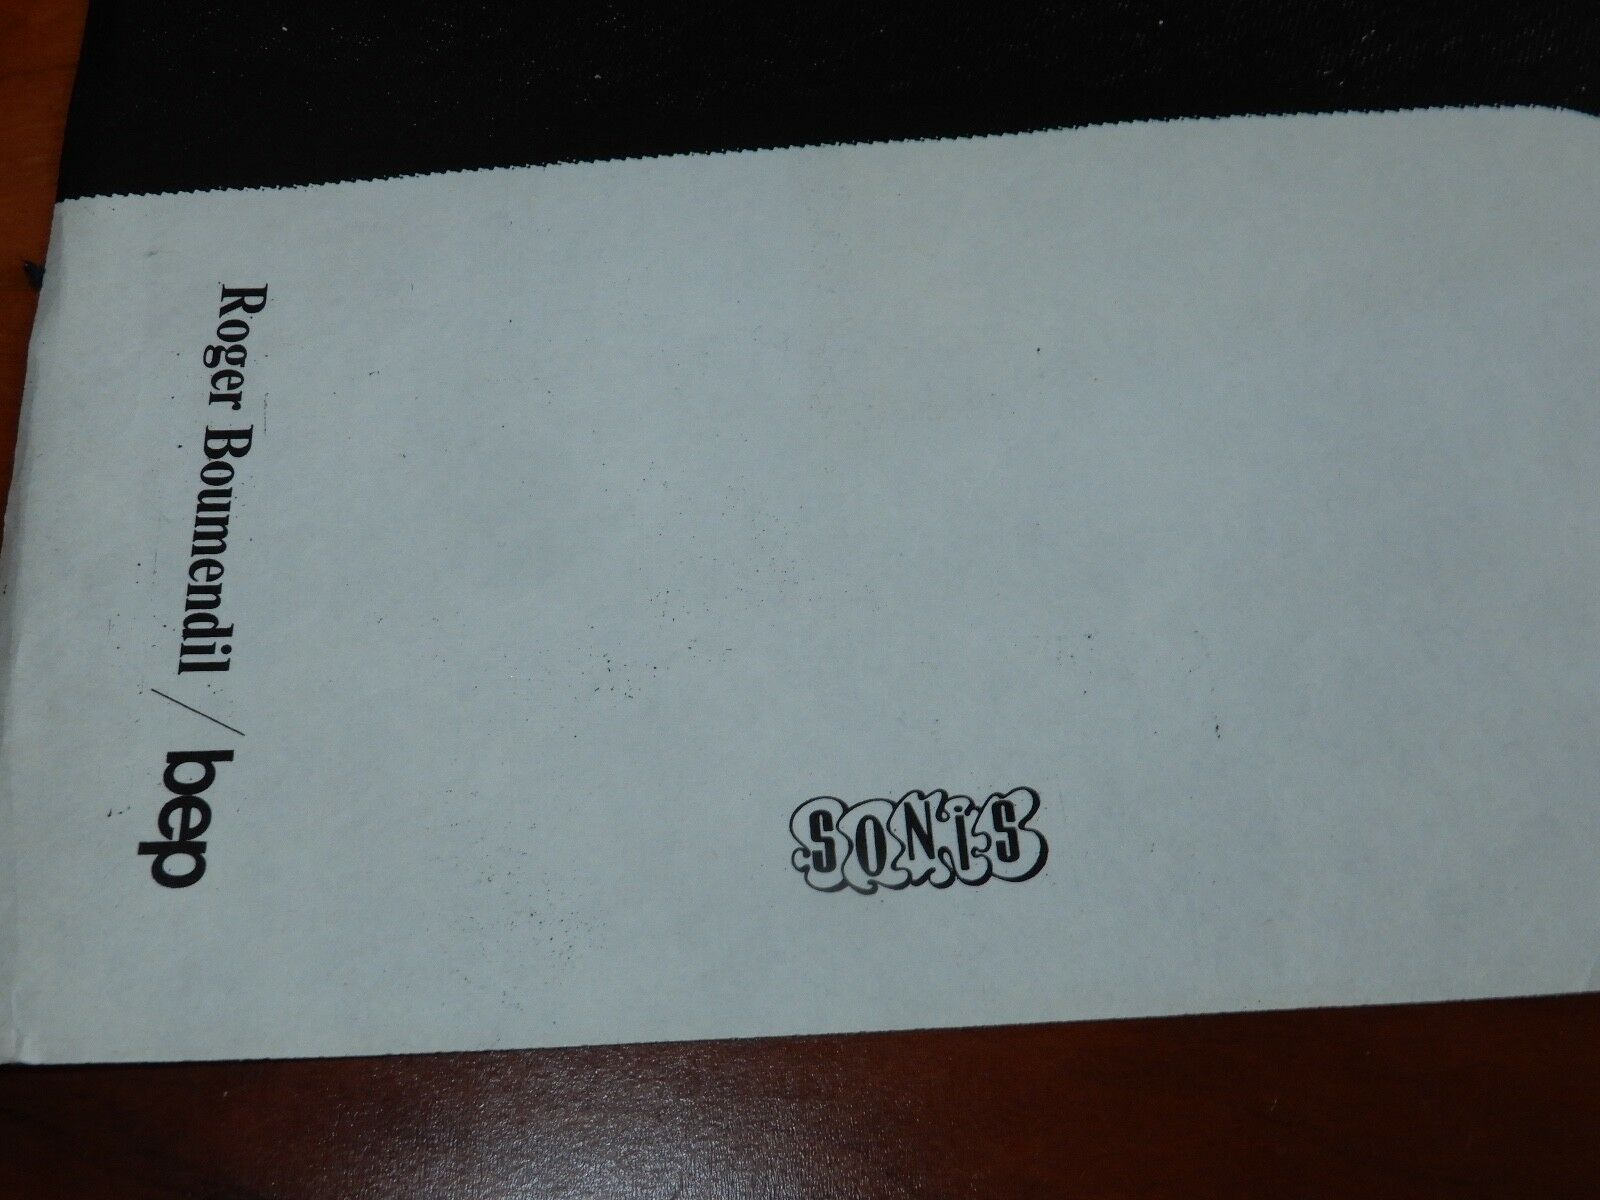 Roger Boumendil / bep
SONIS